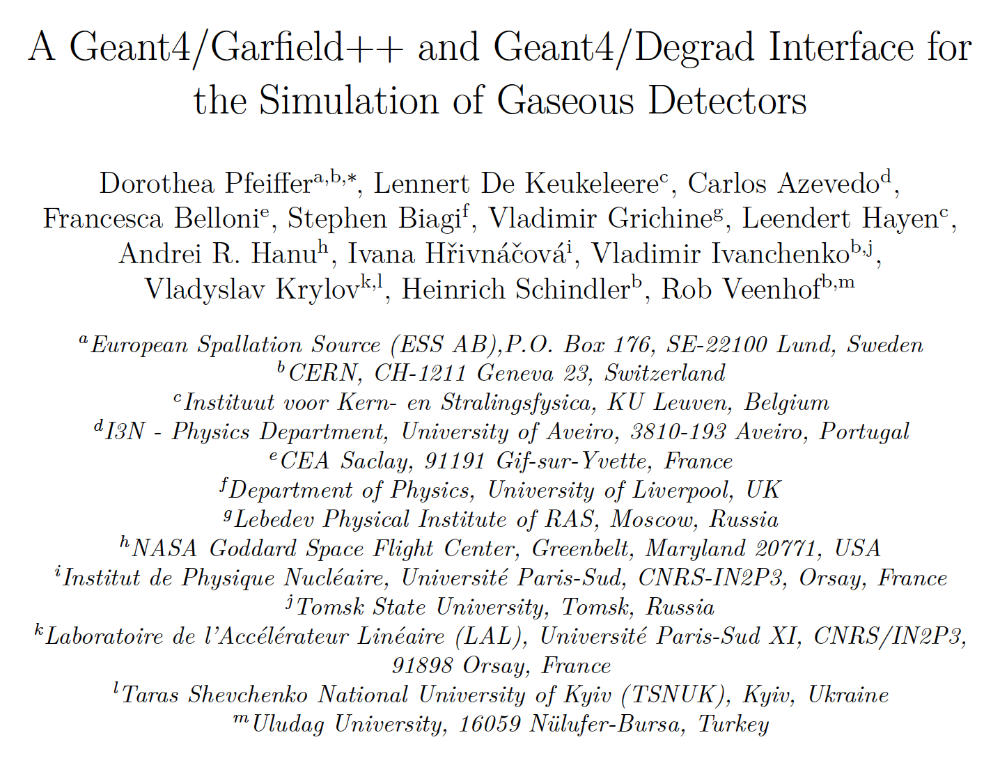 A Geant4/Garfield++ and Geant4/Degrad Interface for
the Simulation of Gaseous Detectors
Dorothea Pfeiffer^a,b,*, Lennert De Keukeleere^c, Carlos Azevedo^d,
Francesca Belloni^e, Stephen Biagi^f, Vladimir Grichine^g, Leendert Hayen^c,
Andrei R. Hanu^h, Ivana Hřivnáčová^i, Vladimir Ivanchenko^b,j,
Vladyslav Krylov^k,l, Heinrich Schindler^b, Rob Veenhof^b,m
^a European Spallation Source (ESS AB),P.O. Box 176, SE-22100 Lund, Sweden
^b CERN, CH-1211 Geneva 23, Switzerland
^c Instituut voor Kern- en Stralingsfysica, KU Leuven, Belgium
^d I3N - Physics Department, University of Aveiro, 3810-193 Aveiro, Portugal
^e CEA Saclay, 91191 Gif-sur-Yvette, France
^f Department of Physics, University of Liverpool, UK
^g Lebedev Physical Institute of RAS, Moscow, Russia
^h NASA Goddard Space Flight Center, Greenbelt, Maryland 20771, USA
^i Institut de Physique Nucléaire, Université Paris-Sud, CNRS-IN2P3, Orsay, France
^j Tomsk State University, Tomsk, Russia
^k Laboratoire de l'Accélérateur Linéaire (LAL), Université Paris-Sud XI, CNRS/IN2P3,
91898 Orsay, France
^l Taras Shevchenko National University of Kyiv (TSNUK), Kyiv, Ukraine
^m Uludag University, 16059 Nülufer-Bursa, Turkey